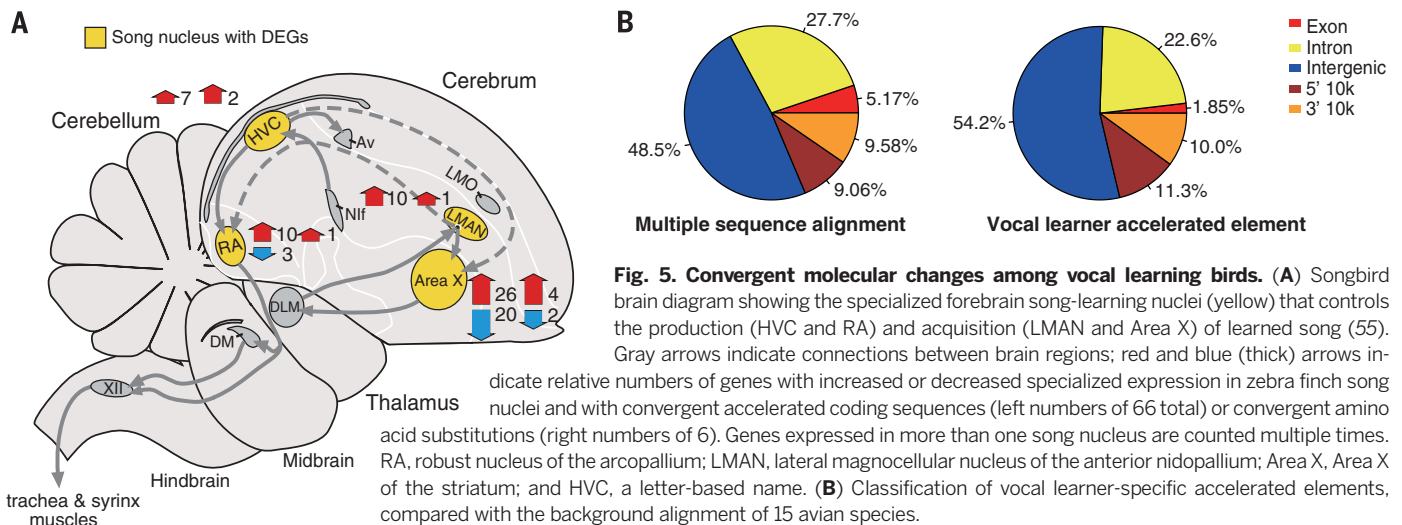 A
Song nucleus with DEGs
Cerebrum
7
2
Cerebellum
HVC
Av
LMO
NIf
10
1
LMAN
RA
10
1
3
Area X
26
4
20
2
DLM
DM
XII
Thalamus
Midbrain
Hindbrain
trachea & syrinx
muscles
B
27.7%
5.17%
9.58%
9.06%
48.5%
Multiple sequence alignment
22.6%
1.85%
10.0%
11.3%
54.2%
Vocal learner accelerated element
Exon
Intron
Intergenic
5' 10k
3' 10k
Fig. 5. Convergent molecular changes among vocal learning birds. (A) Songbird
brain diagram showing the specialized forebrain song-learning nuclei (yellow) that controls
the production (HVC and RA) and acquisition (LMAN and Area X) of learned song (55).
Gray arrows indicate connections between brain regions; red and blue (thick) arrows in-
dicate relative numbers of genes with increased or decreased specialized expression in zebra finch song
nuclei and with convergent accelerated coding sequences (left numbers of 66 total) or convergent amino
acid substitutions (right numbers of 6). Genes expressed in more than one song nucleus are counted multiple times.
RA, robust nucleus of the arcopallium; LMAN, lateral magnocellular nucleus of the anterior nidopallium; Area X, Area X
of the striatum; and HVC, a letter-based name. (B) Classification of vocal learner-specific accelerated elements,
compared with the background alignment of 15 avian species.